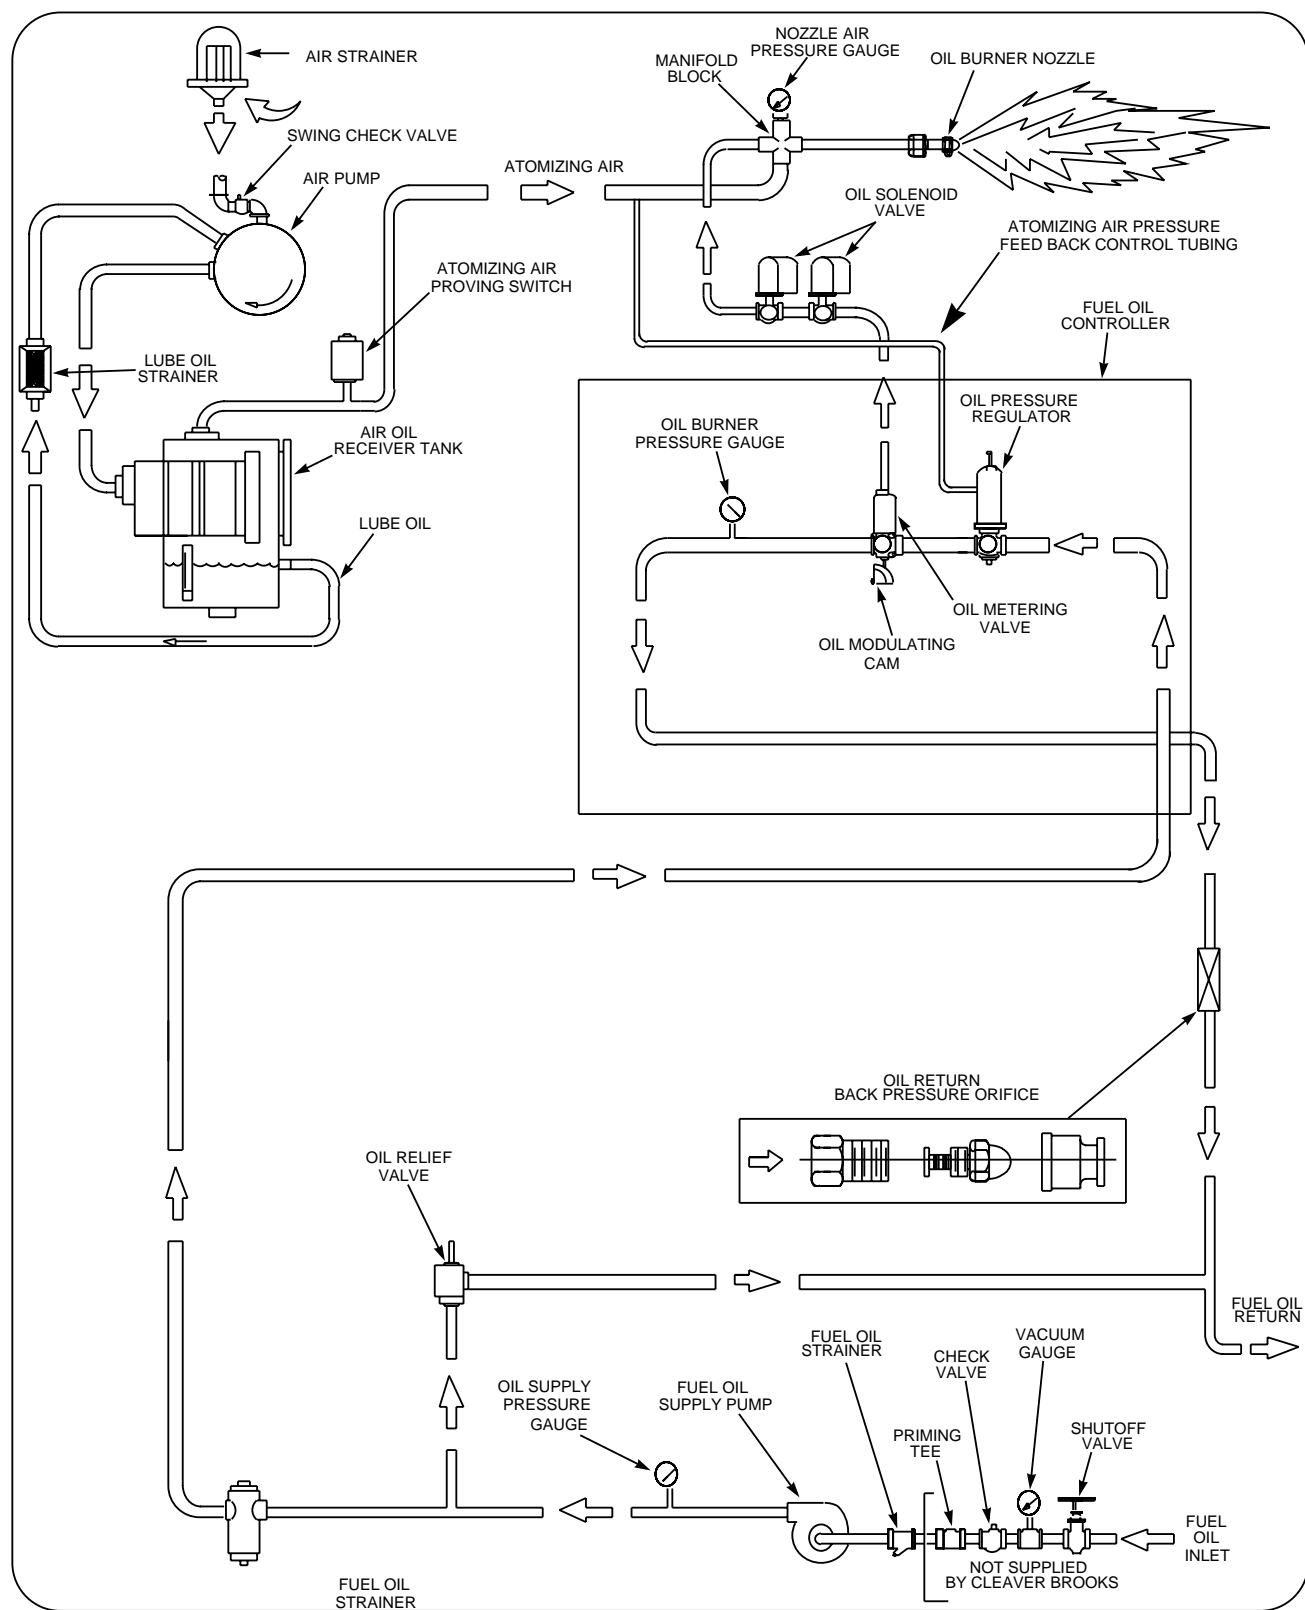 AIR STRAINER
SWING CHECK VALVE
AIR PUMP
ATOMIZING AIR
NOZZLE AIR
PRESSURE GAUGE
MANIFOLD
BLOCK
OIL BURNER NOZZLE
OIL SOLENOID
VALVE
ATOMIZING AIR PRESSURE
FEED BACK CONTROL TUBING
ATOMIZING AIR
PROVING SWITCH
FUEL OIL
CONTROLLER
LUBE OIL
STRAINER
AIR OIL
RECEIVER TANK
OIL BURNER
PRESSURE GAUGE
OIL PRESSURE
REGULATOR
LUBE OIL
OIL METERING
VALVE
OIL MODULATING
CAM
OIL RETURN
BACK PRESSURE ORIFICE
OIL RELIEF
VALVE
FUEL OIL
RETURN
FUEL OIL
STRAINER
CHECK
VALVE
VACUUM
GAUGE
OIL SUPPLY
PRESSURE
GAUGE
FUEL OIL
SUPPLY PUMP
PRIMING
TEE
SHUTOFF
VALVE
FUEL
OIL
INLET
NOT SUPPLIED
BY CLEAVER BROOKS
FUEL OIL
STRAINER